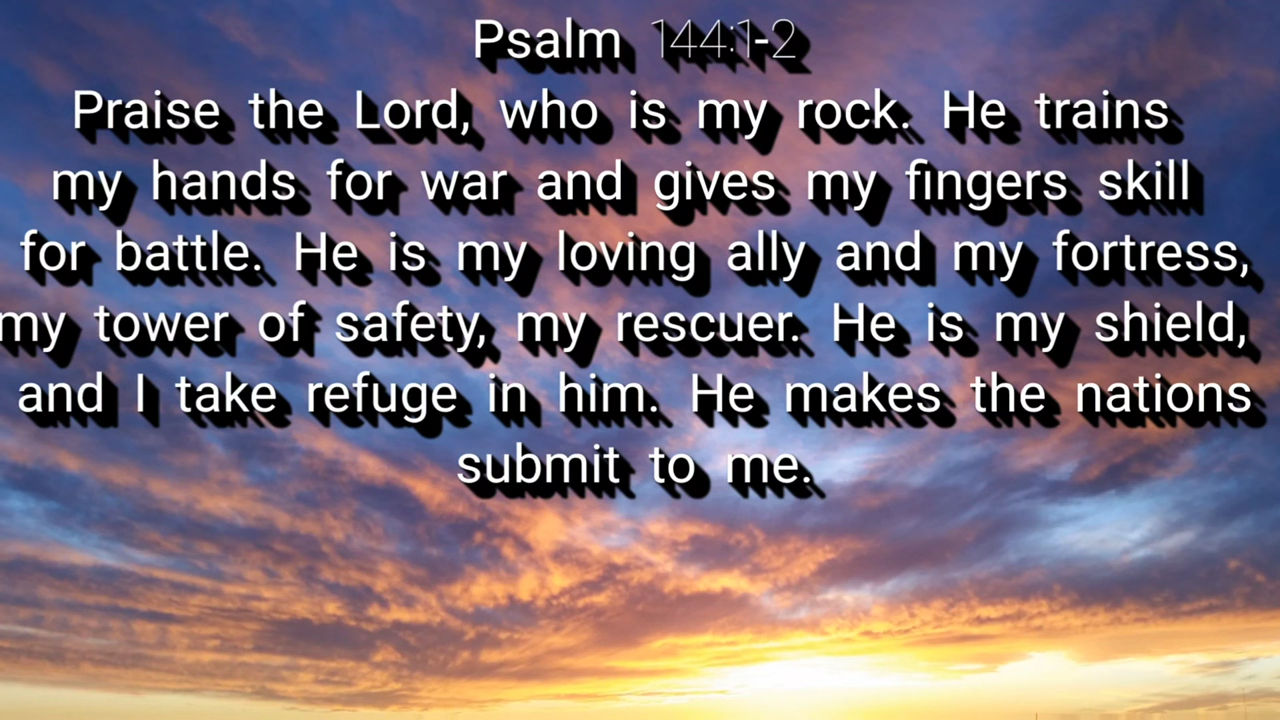 Psalm 144:1-2
Praise the Lord, who is my rock. He trains
my hands for war and gives my fingers skill
for battle. He is my loving ally and my fortress,
my tower of safety, my rescuer. He is my shield,
and I take refuge in him. He makes the nations
submit to me.